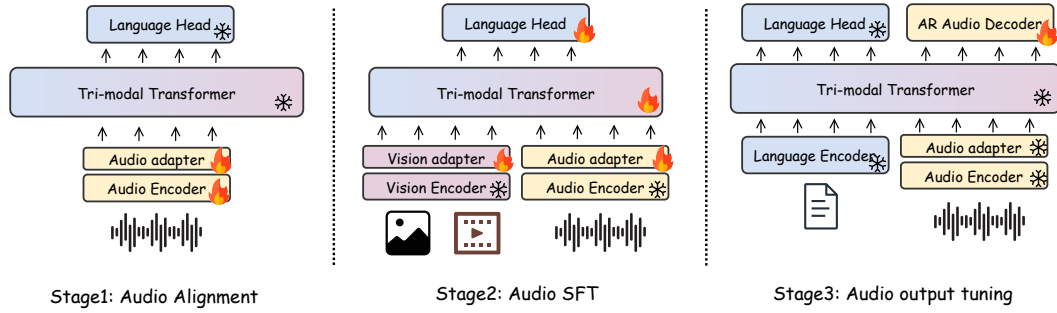 Language Head
Tri-modal Transformer
Audio adapter
Audio Encoder
Stage1: Audio Alignment
Language Head
Tri-modal Transformer
Vision adapter
Audio adapter
Vision Encoder
Audio Encoder
Stage2: Audio SFT
Language Head
AR Audio Decoder
Tri-modal Transformer
Language Encoder
Audio adapter
Audio Encoder
Stage3: Audio output tuning